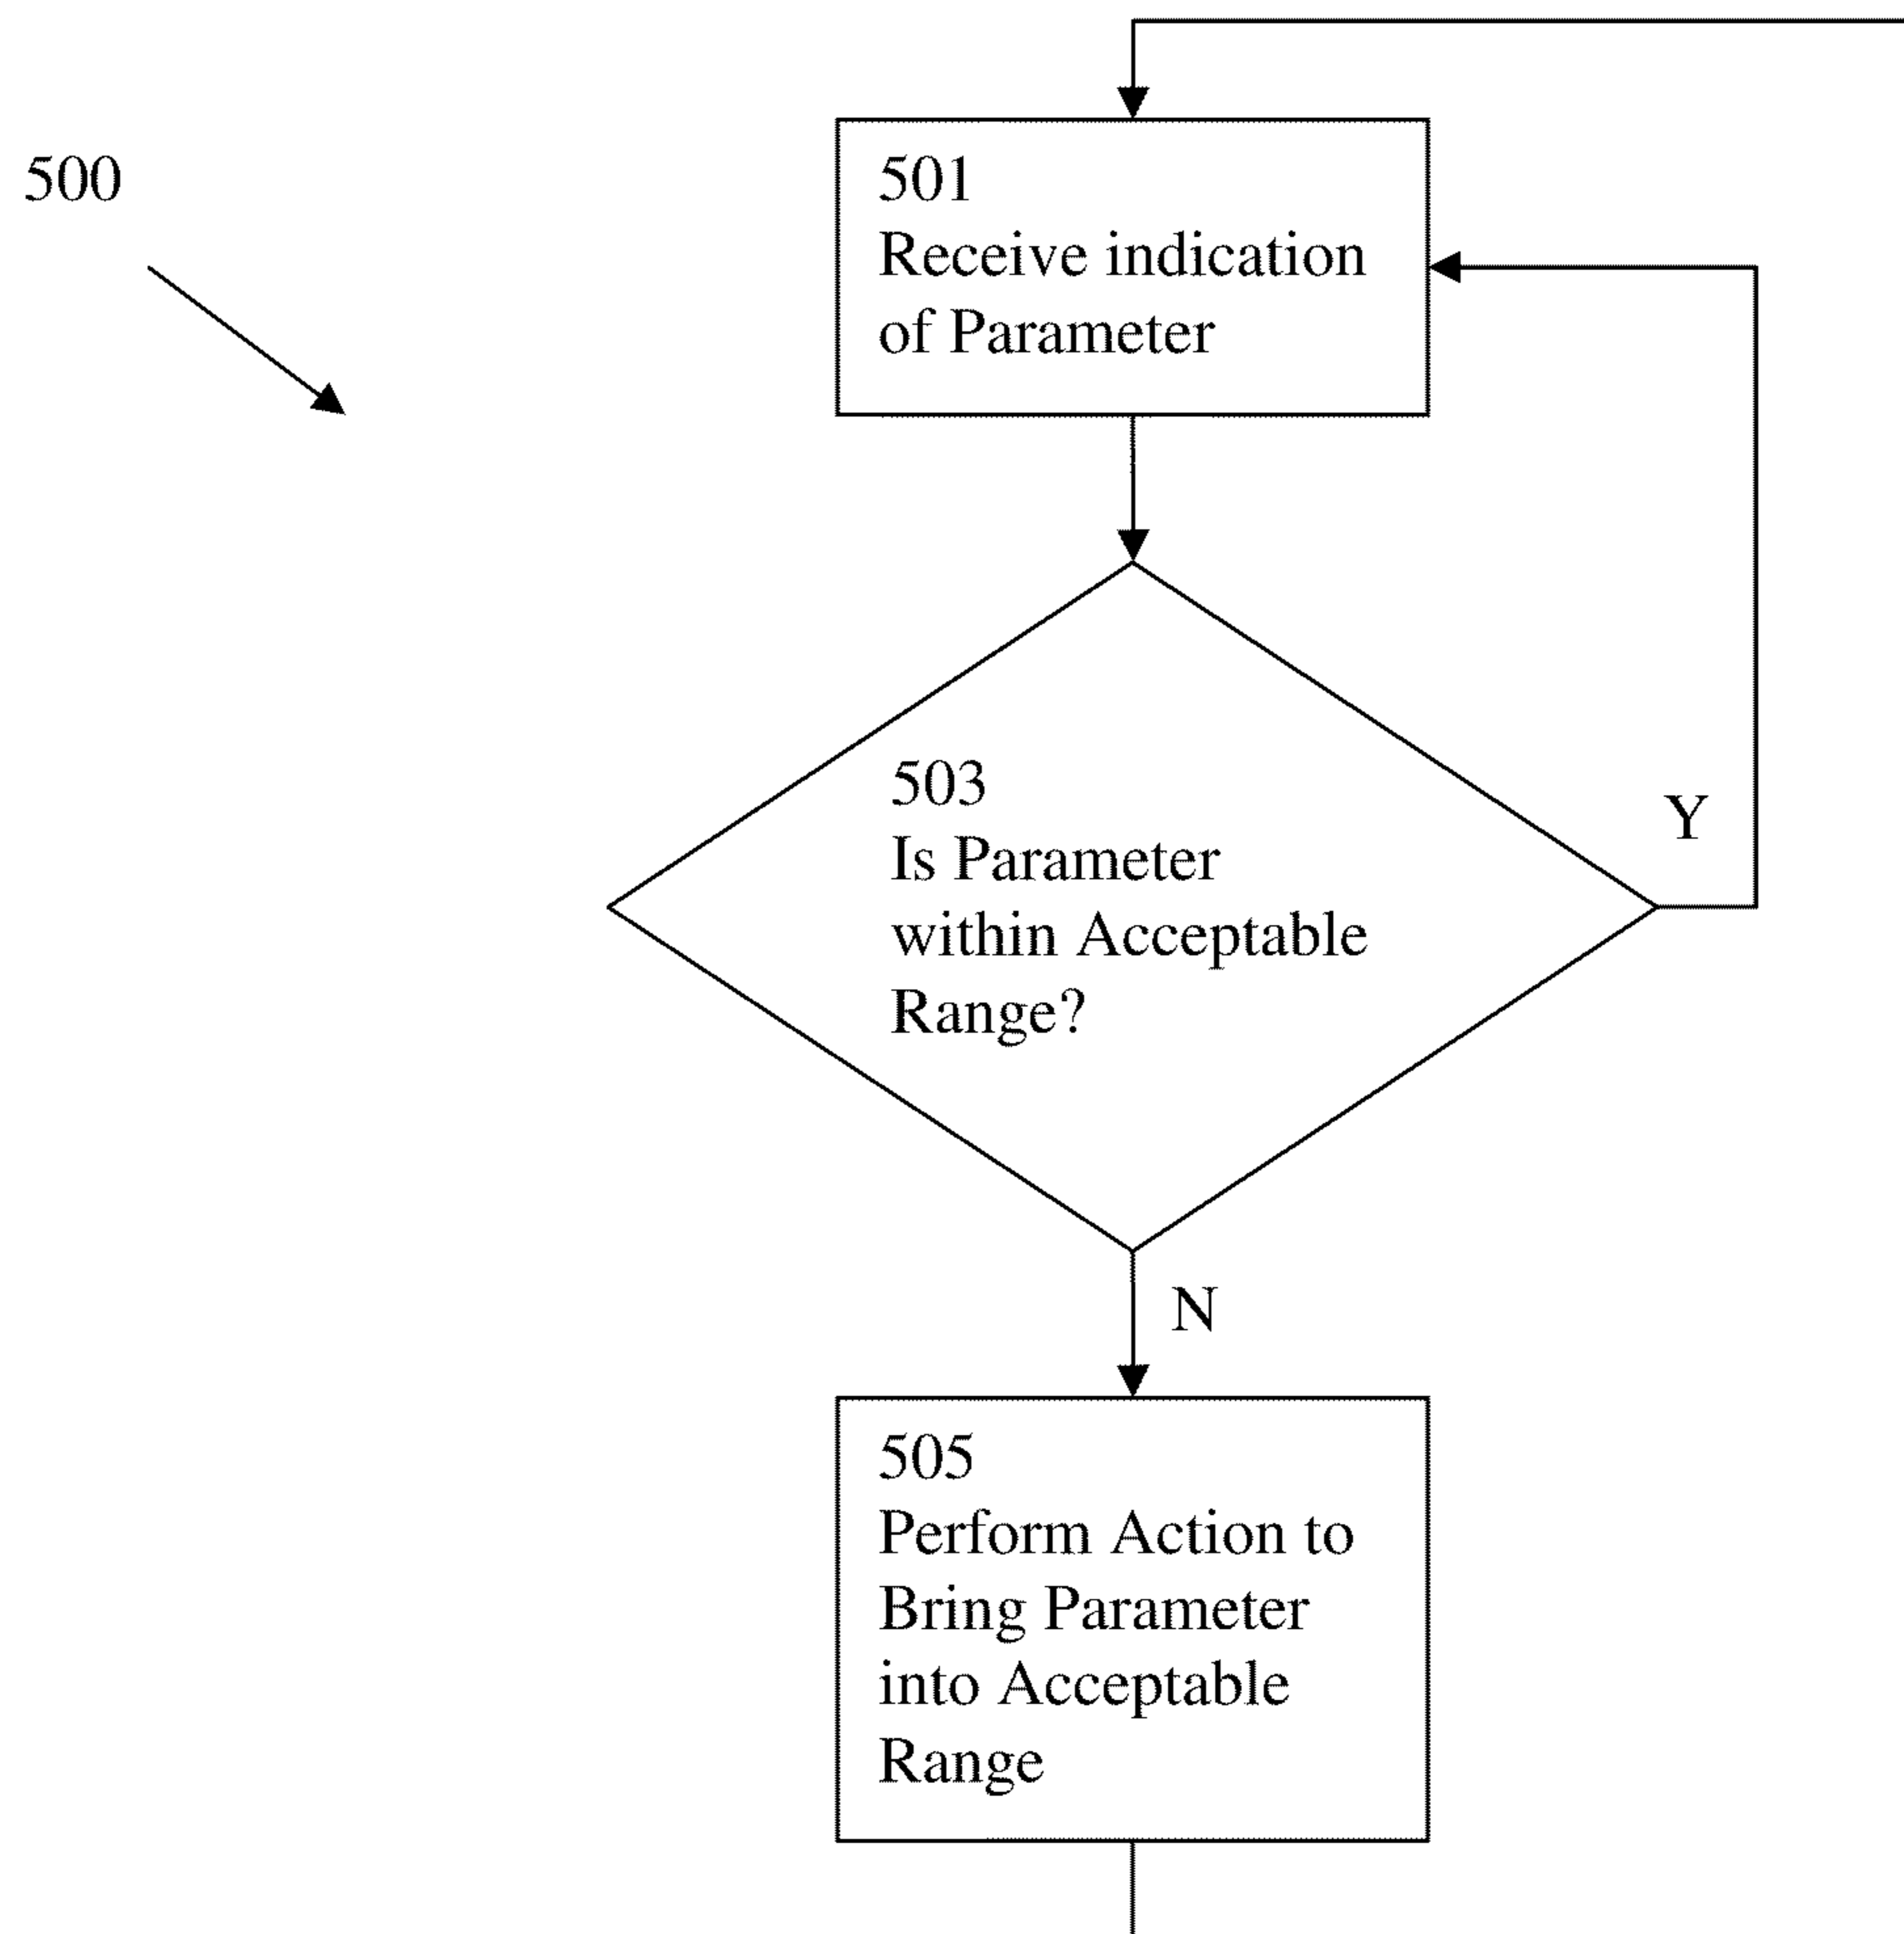 500
501
Receive indication
of Parameter
503
Is Parameter
within Acceptable
Range?
Y
N
505
Perform Action to
Bring Parameter
into Acceptable
Range